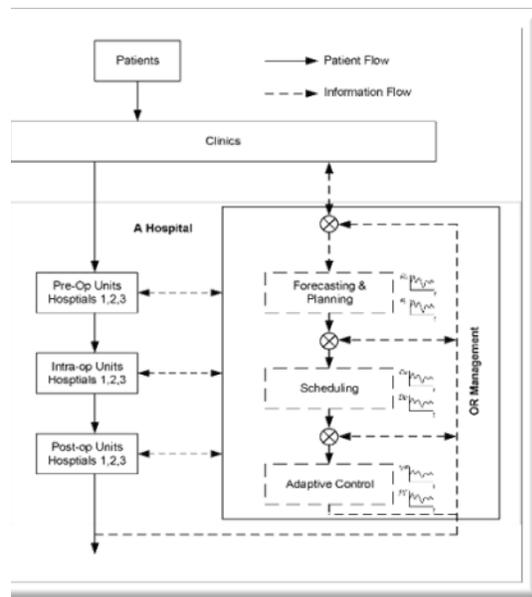 Patients
Patient Flow
Information Flow
Clinics
A Hospital
Pre-Op Units
Hosptials 1,2,3
Forecasting &
Planning
Intra-op Units
Hosptials 1,2,3
Scheduling
OR Management
Post-op Units
Hosptials 1,2,3
Adaptive Control